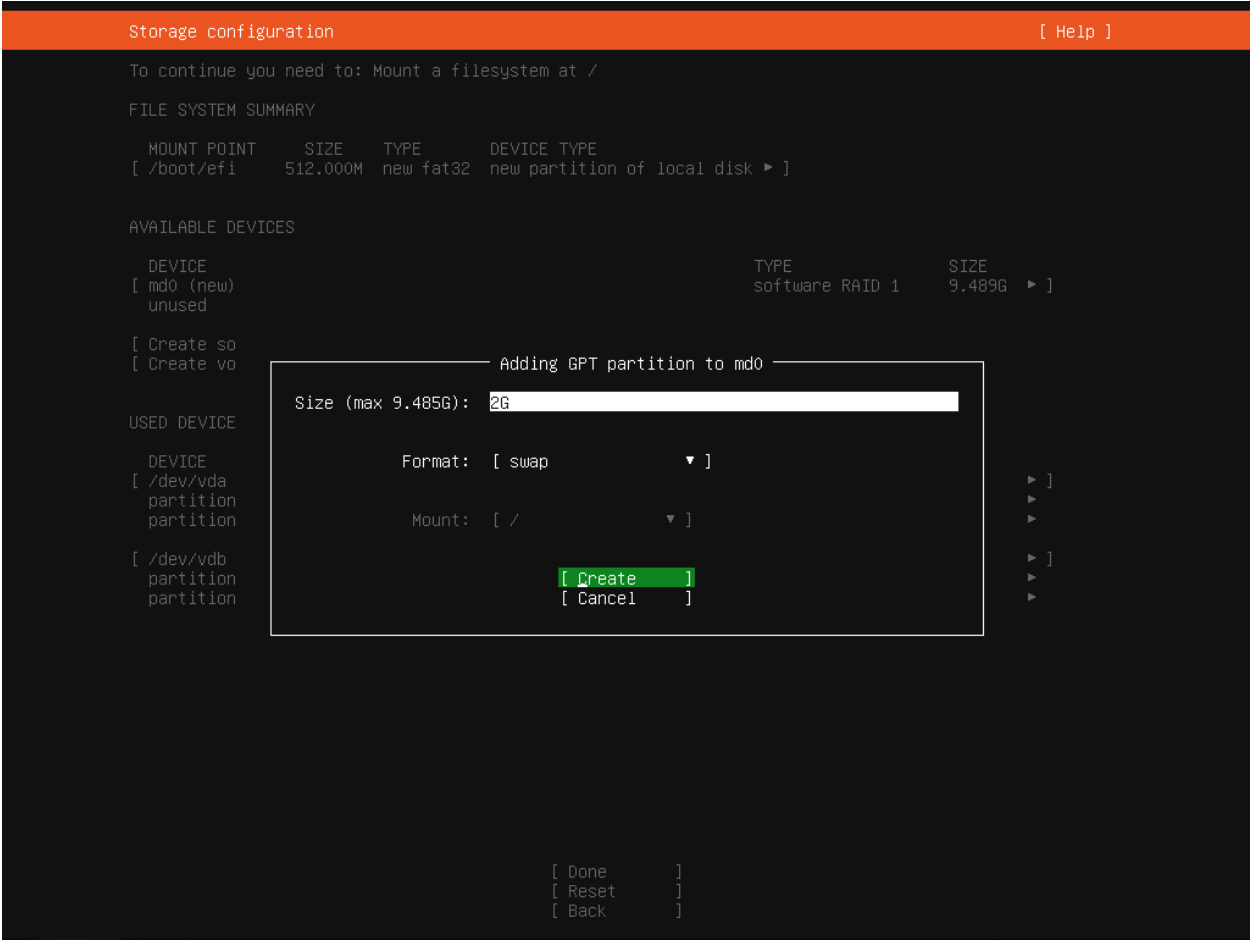 Storage configuration [ Help ]
To continue you need to: Mount a filesystem at /
FILE SYSTEM SUMMARY
MOUNT POINT SIZE TYPE DEVICE TYPE
[ /boot/efi 512.000M new fat32 new partition of local disk ▸ ]
AVAILABLE DEVICES
DEVICE TYPE SIZE
[ md0 (new) software RAID 1 9.489G ▸ ]
unused
[ Create so
[ Create vo
Adding GPT partition to md0
Size (max 9.485G): 2G
USED DEVICE
DEVICE
Format: [ swap ▾ ]
[ /dev/vda ▸ ]
partition ▸
partition ▸
Mount: [ / ▾ ]
[ /dev/vdb ▸ ]
partition ▸
[ Create ]
partition ▸
[ Cancel ]
[ Done ]
[ Reset ]
[ Back ]